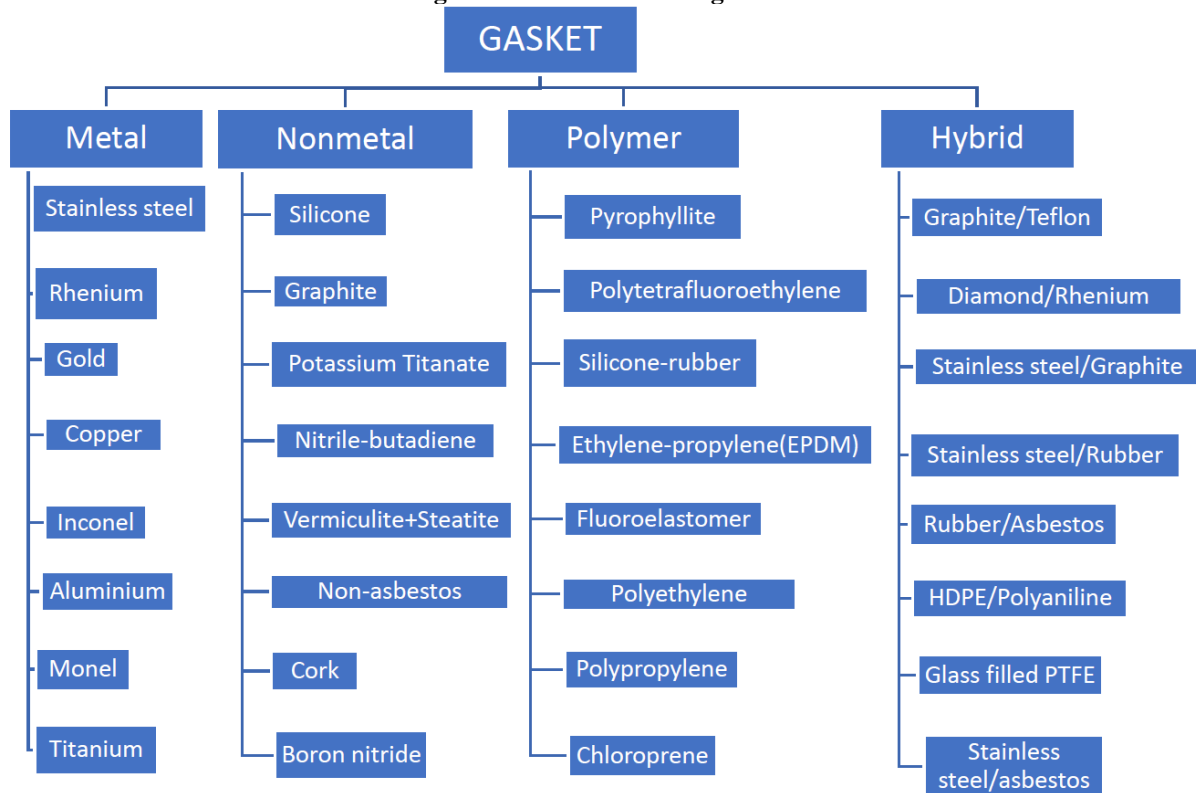 GASKET
Metal
Stainless steel
Rhenium
Gold
Copper
Inconel
Aluminium
Monel
Titanium
Nonmetal
Silicone
Graphite
Potassium Titanate
Nitrile-butadiene
Vermiculite+Steatite
Non-asbestos
Cork
Boron nitride
Polymer
Pyrophyllite
Polytetrafluoroethylene
Silicone-rubber
Ethylene-propylene(EPDM)
Fluoroelastomer
Polyethylene
Polypropylene
Chloroprene
Hybrid
Graphite/Teflon
Diamond/Rhenium
Stainless steel/Graphite
Stainless steel/Rubber
Rubber/Asbestos
HDPE/Polyaniline
Glass filled PTFE
Stainless
steel/asbestos